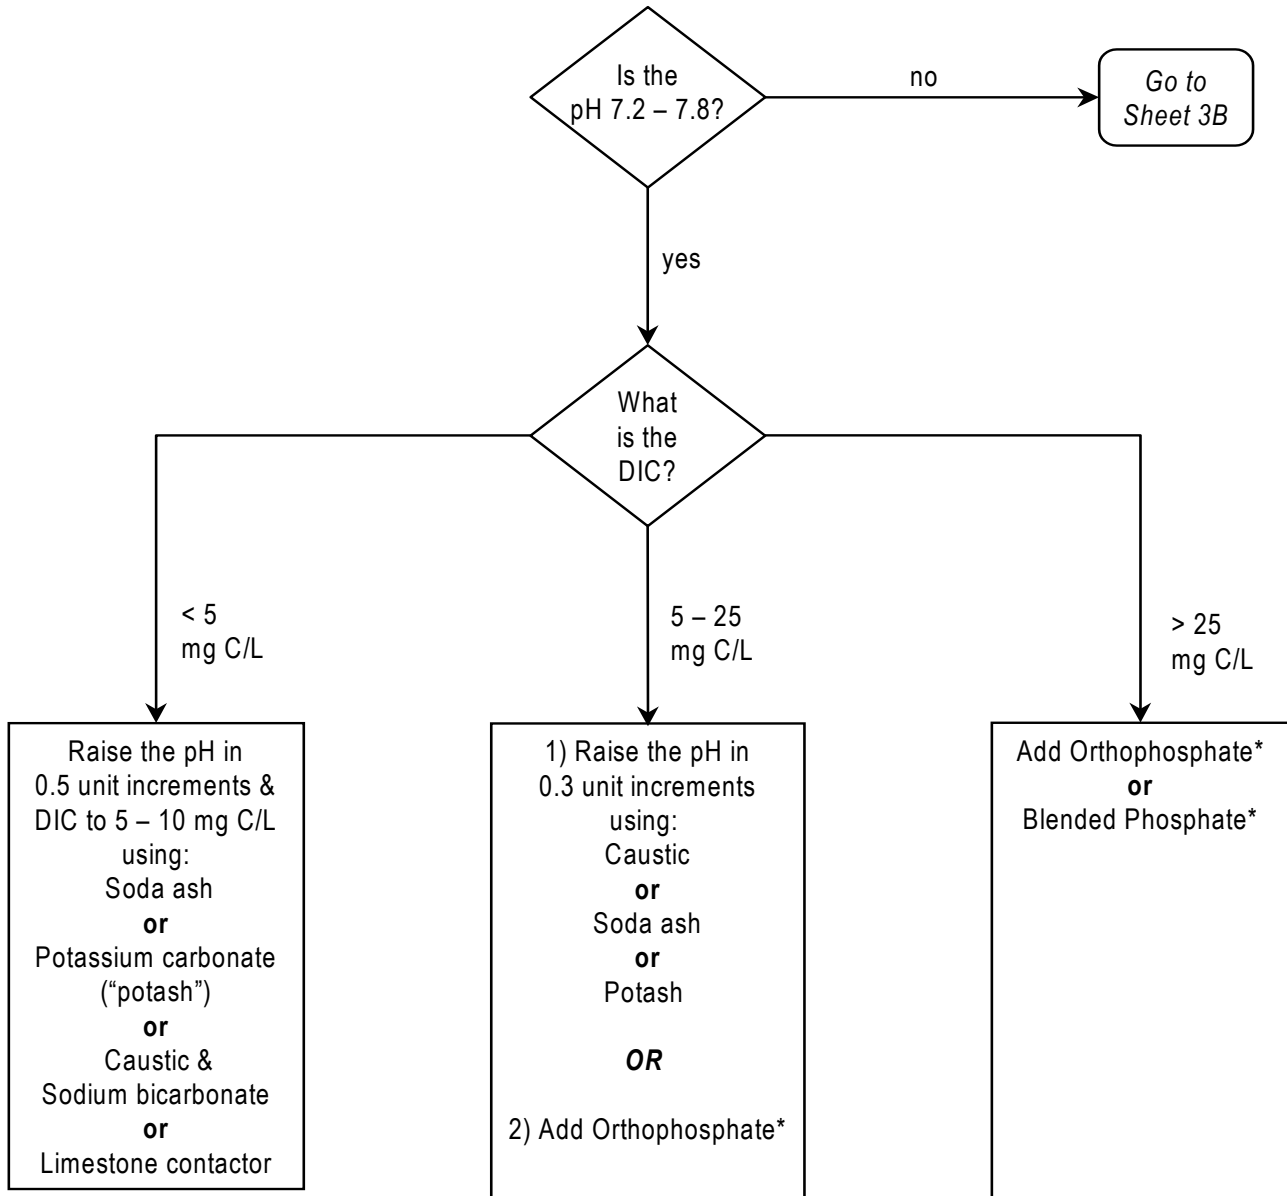 Is the
pH 7.2 – 7.8?
no
Go to
Sheet 3B
yes
What
is the
DIC?
< 5
mg C/L
5 – 25
mg C/L
> 25
mg C/L
Raise the pH in
0.5 unit increments &
DIC to 5 – 10 mg C/L
using:
Soda ash
or
Potassium carbonate
(“potash”)
or
Caustic &
Sodium bicarbonate
or
Limestone contactor
1) Raise the pH in
0.3 unit increments
using:
Caustic
or
Soda ash
or
Potash
OR
2) Add Orthophosphate*
Add Orthophosphate*
or
Blended Phosphate*